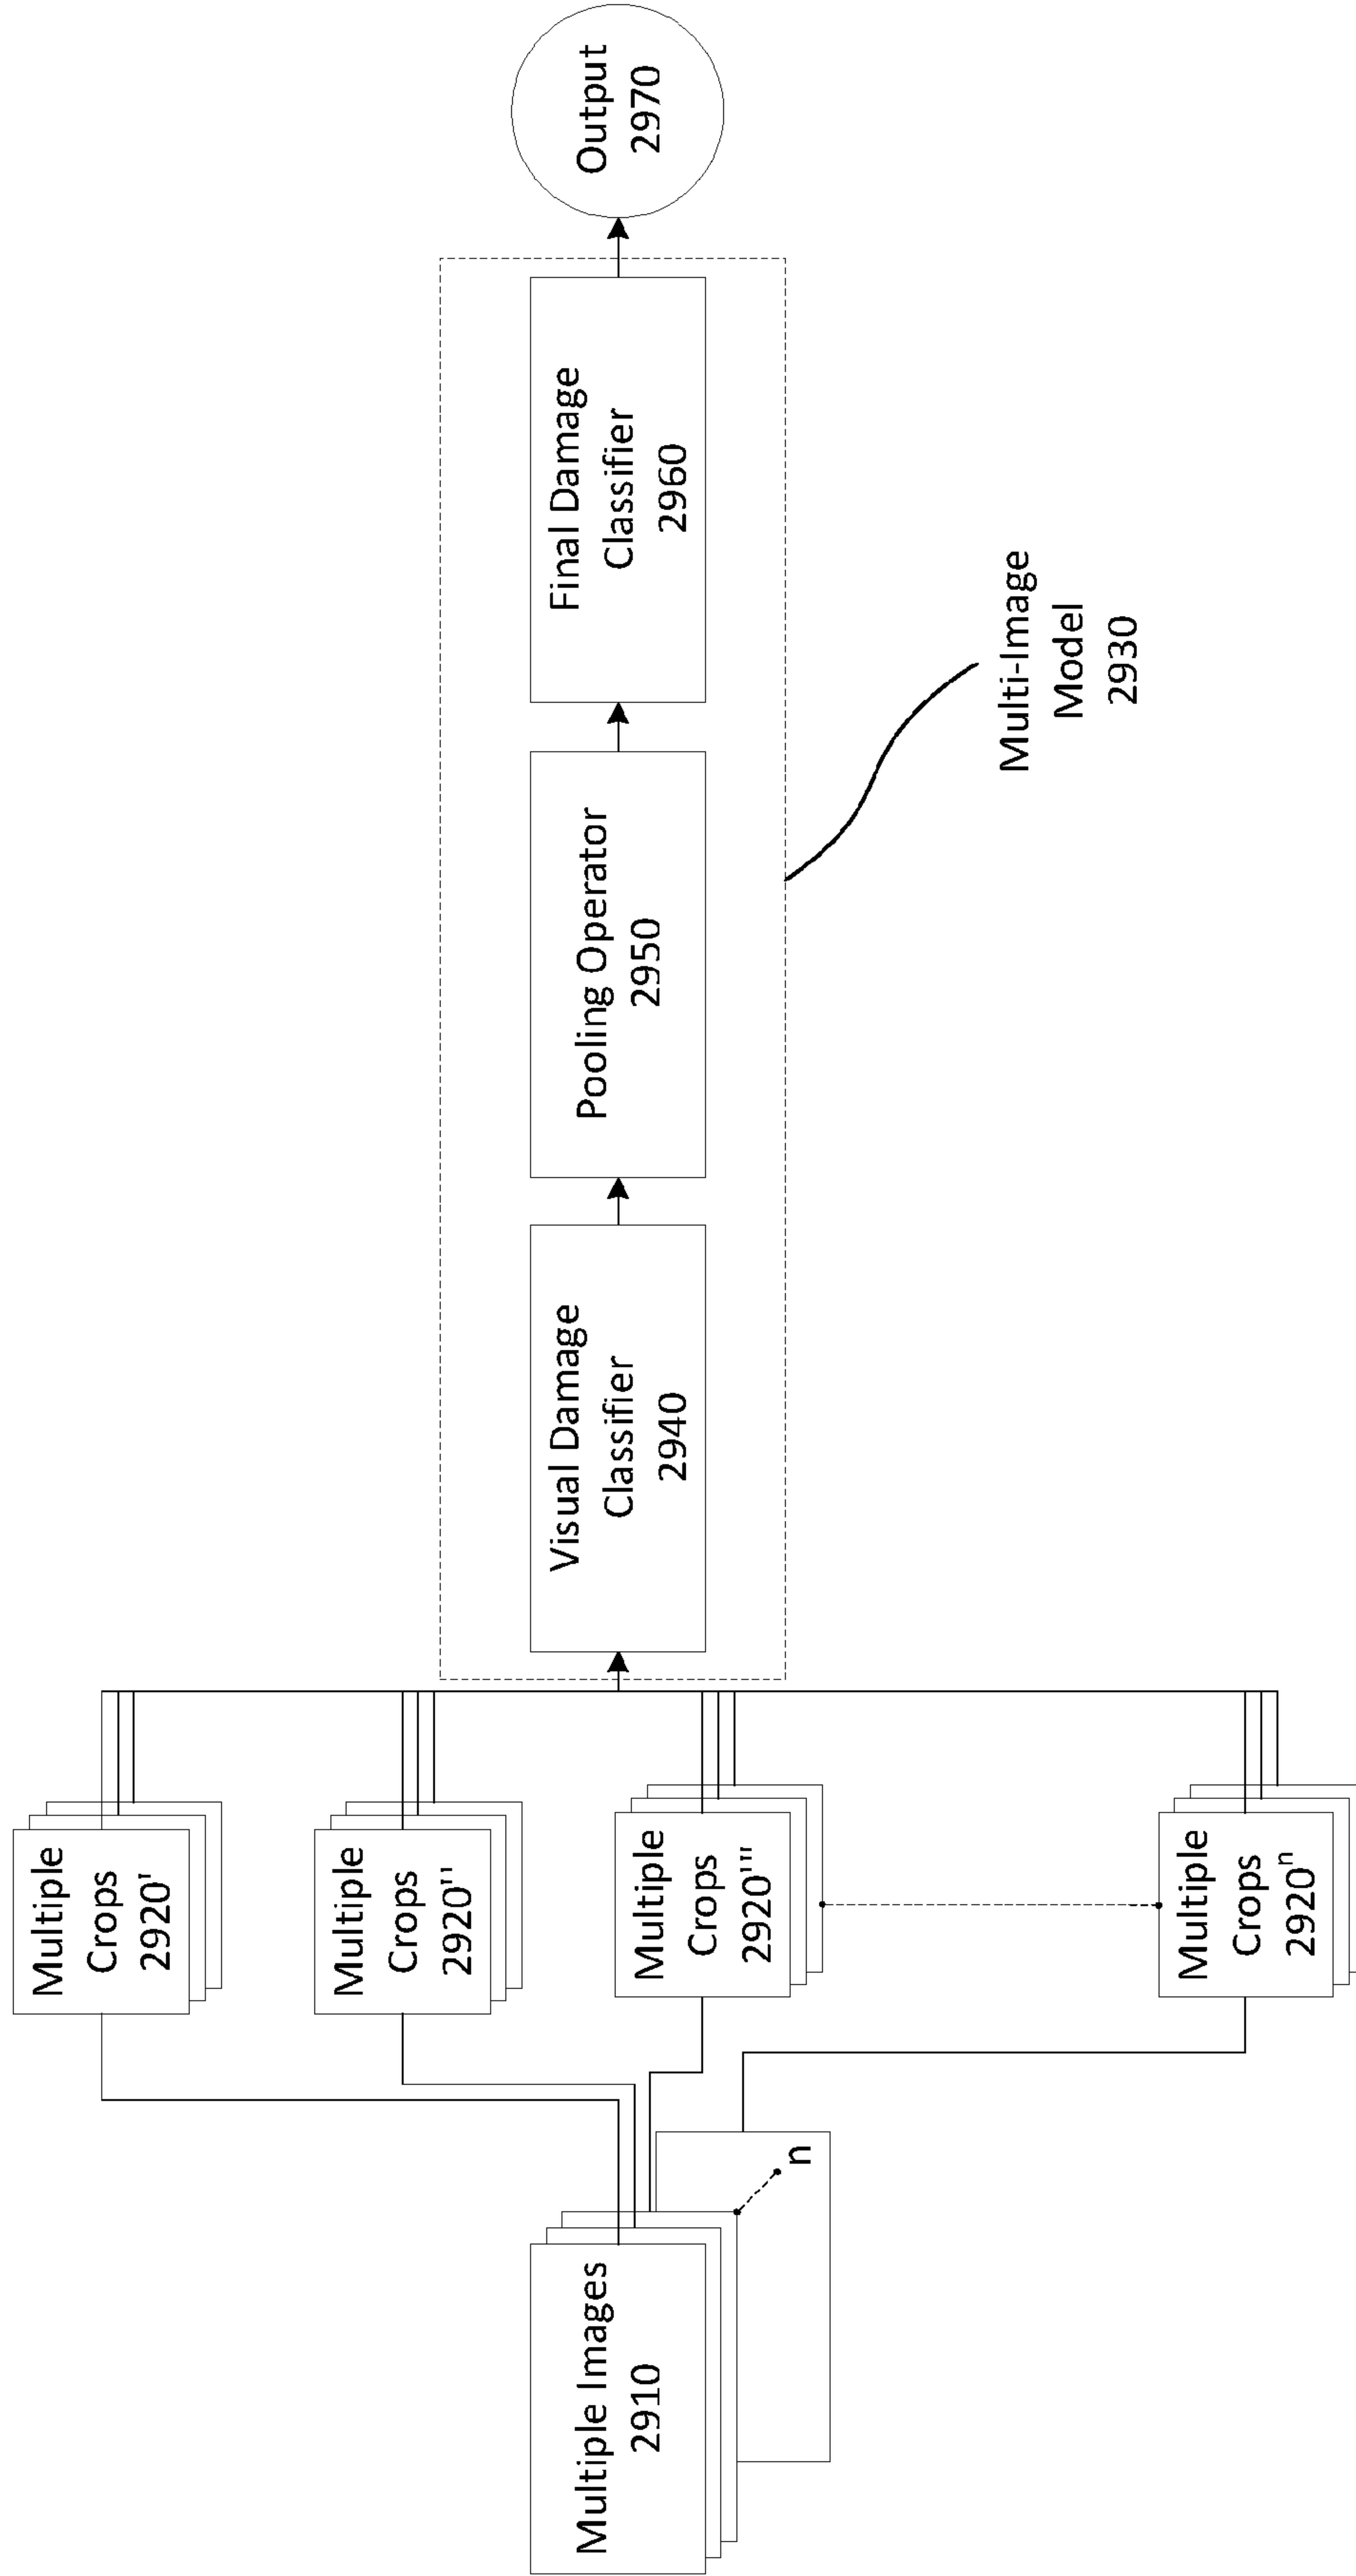 Multiple Images
2910
n
Multiple
Crops
2920'
Multiple
Crops
2920''
Multiple
Crops
2920'''
Multiple
Crops
2920ⁿ
Visual Damage
Classifier
2940
Pooling Operator
2950
Final Damage
Classifier
2960
Output
2970
Multi-Image
Model
2930